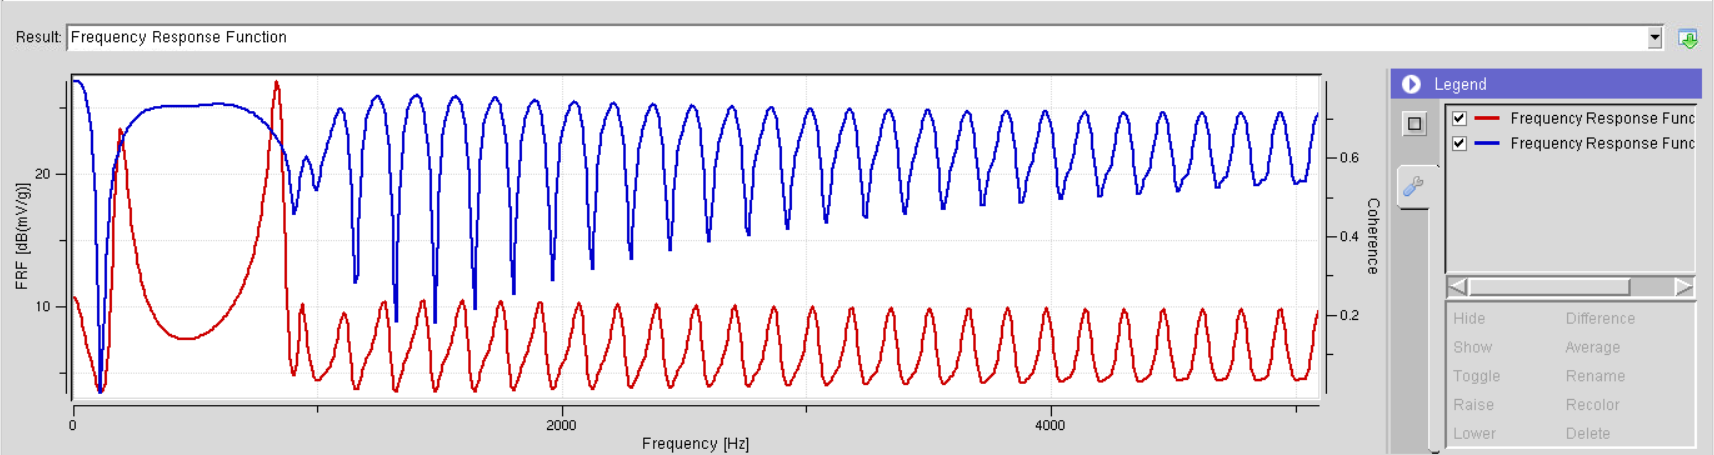 Result: Frequency Response Function
Legend
Frequency Response Func
Frequency Response Func
20
10
FRF [dB(mV/g)]
0.6
0.4
0.2
Coherence
0 2000 4000
Frequency [Hz]
Hide Difference
Show Average
Toggle Rename
Raise Recolor
Lower Delete